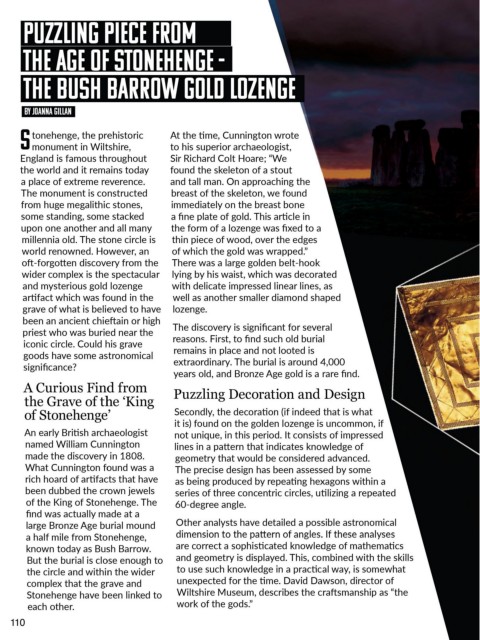 PUZZLING PIECE FROM
THE AGE OF STONEHENGE -
THE BUSH BARROW GOLD LOZENGE
BY JOANNA GILLAN
Stonehenge, the prehistoric
monument in Wiltshire,
England is famous throughout
the world and it remains today
a place of extreme reverence.
The monument is constructed
from huge megalithic stones,
some standing, some stacked
upon one another and all many
millennia old. The stone circle is
world renowned. However, an
oft-forgotten discovery from the
wider complex is the spectacular
and mysterious gold lozenge
artifact which was found in the
grave of what is believed to have
been an ancient chieftain or high
priest who was buried near the
iconic circle. Could his grave
goods have some astronomical
significance?
A Curious Find from
the Grave of the ‘King
of Stonehenge’
An early British archaeologist
named William Cunnington
made the discovery in 1808.
What Cunnington found was a
rich hoard of artifacts that have
been dubbed the crown jewels
of the King of Stonehenge. The
find was actually made at a
large Bronze Age burial mound
a half mile from Stonehenge,
known today as Bush Barrow.
But the burial is close enough to
the circle and within the wider
complex that the grave and
Stonehenge have been linked to
each other.
At the time, Cunnington wrote
to his superior archaeologist,
Sir Richard Colt Hoare; “We
found the skeleton of a stout
and tall man. On approaching the
breast of the skeleton, we found
immediately on the breast bone
a fine plate of gold. This article in
the form of a lozenge was fixed to a
thin piece of wood, over the edges
of which the gold was wrapped.”
There was a large golden belt-hook
lying by his waist, which was decorated
with delicate impressed linear lines, as
well as another smaller diamond shaped
lozenge.
The discovery is significant for several
reasons. First, to find such old burial
remains in place and not looted is
extraordinary. The burial is around 4,000
years old, and Bronze Age gold is a rare find.
Puzzling Decoration and Design
Secondly, the decoration (if indeed that is what
it is) found on the golden lozenge is uncommon, if
not unique, in this period. It consists of impressed
lines in a pattern that indicates knowledge of
geometry that would be considered advanced.
The precise design has been assessed by some
as being produced by repeating hexagons within a
series of three concentric circles, utilizing a repeated
60-degree angle.
Other analysts have detailed a possible astronomical
dimension to the pattern of angles. If these analyses
are correct a sophisticated knowledge of mathematics
and geometry is displayed. This, combined with the skills
to use such knowledge in a practical way, is somewhat
unexpected for the time. David Dawson, director of
Wiltshire Museum, describes the craftsmanship as “the
work of the gods.”
110